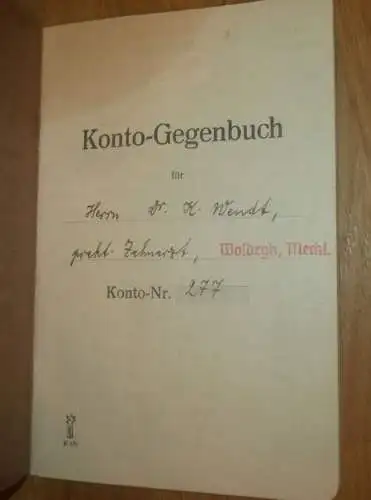 Konto-Gegenbuch
für
Herrn Dr. K. Wendt,
prakt. Zahnarzt, Woldegk, Meckl.
Konto-Nr. 277